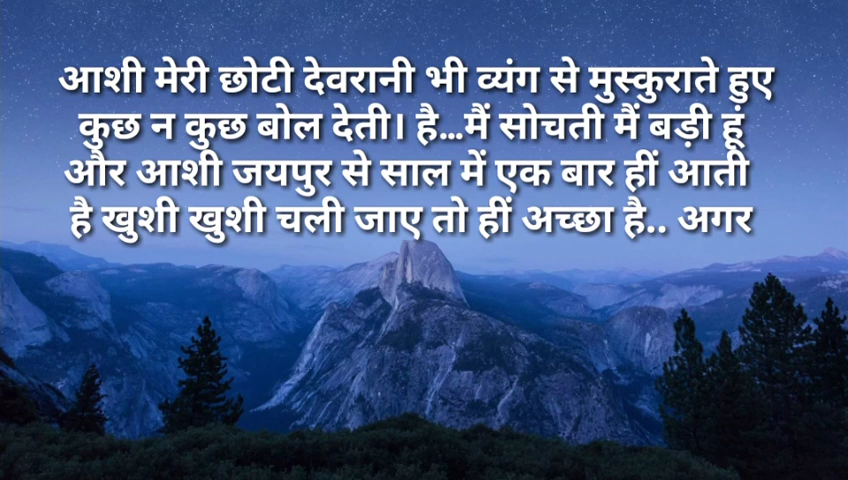 आशी मेरी छोटी देवरानी भी व्यंग से मुस्कुराते हुए
कुछ न कुछ बोल देती। है...मैं सोचती मैं बड़ी हूं
और आशी जयपुर से साल में एक बार हीं आती
है खुशी खुशी चली जाए तो हीं अच्छा है.. अगर